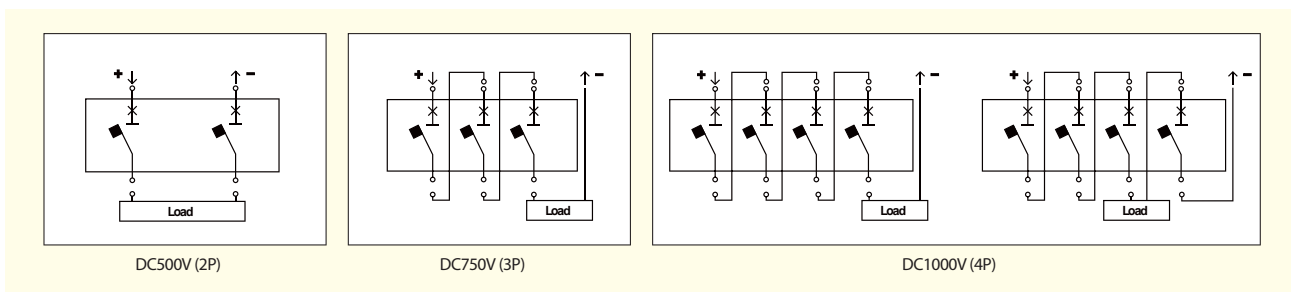 + −
Load
DC500V (2P)
+ −
Load
DC750V (3P)
+ −
Load
+ −
Load
DC1000V (4P)